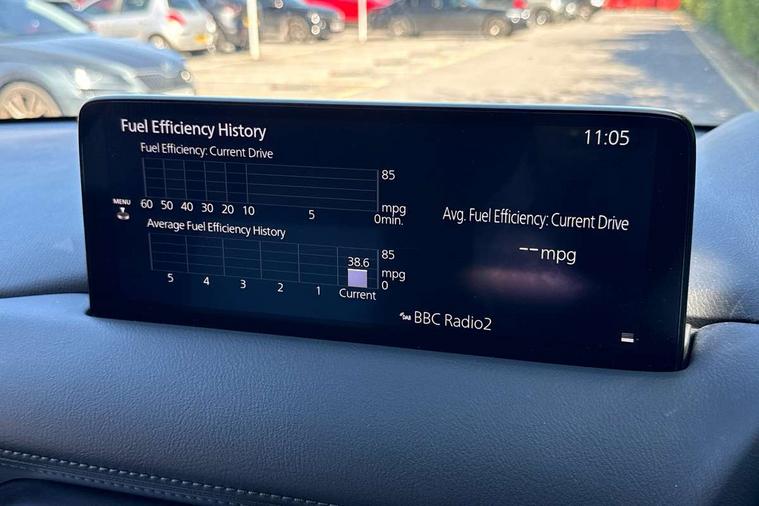 Fuel Efficiency History
11:05
Fuel Efficiency: Current Drive
85
MENU
60 50 40 30 20 10 5 0min.
mpg
Avg. Fuel Efficiency: Current Drive
--mpg
Average Fuel Efficiency History
85
38.6
mpg
0
5 4 3 2 1 Current
DAB BBC Radio2